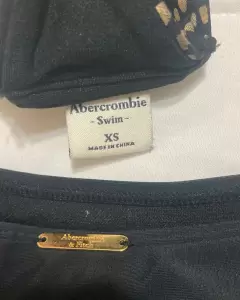 Abercrombie
- Swim -
XS
MADE IN CHINA
Abercrombie
& Fitch